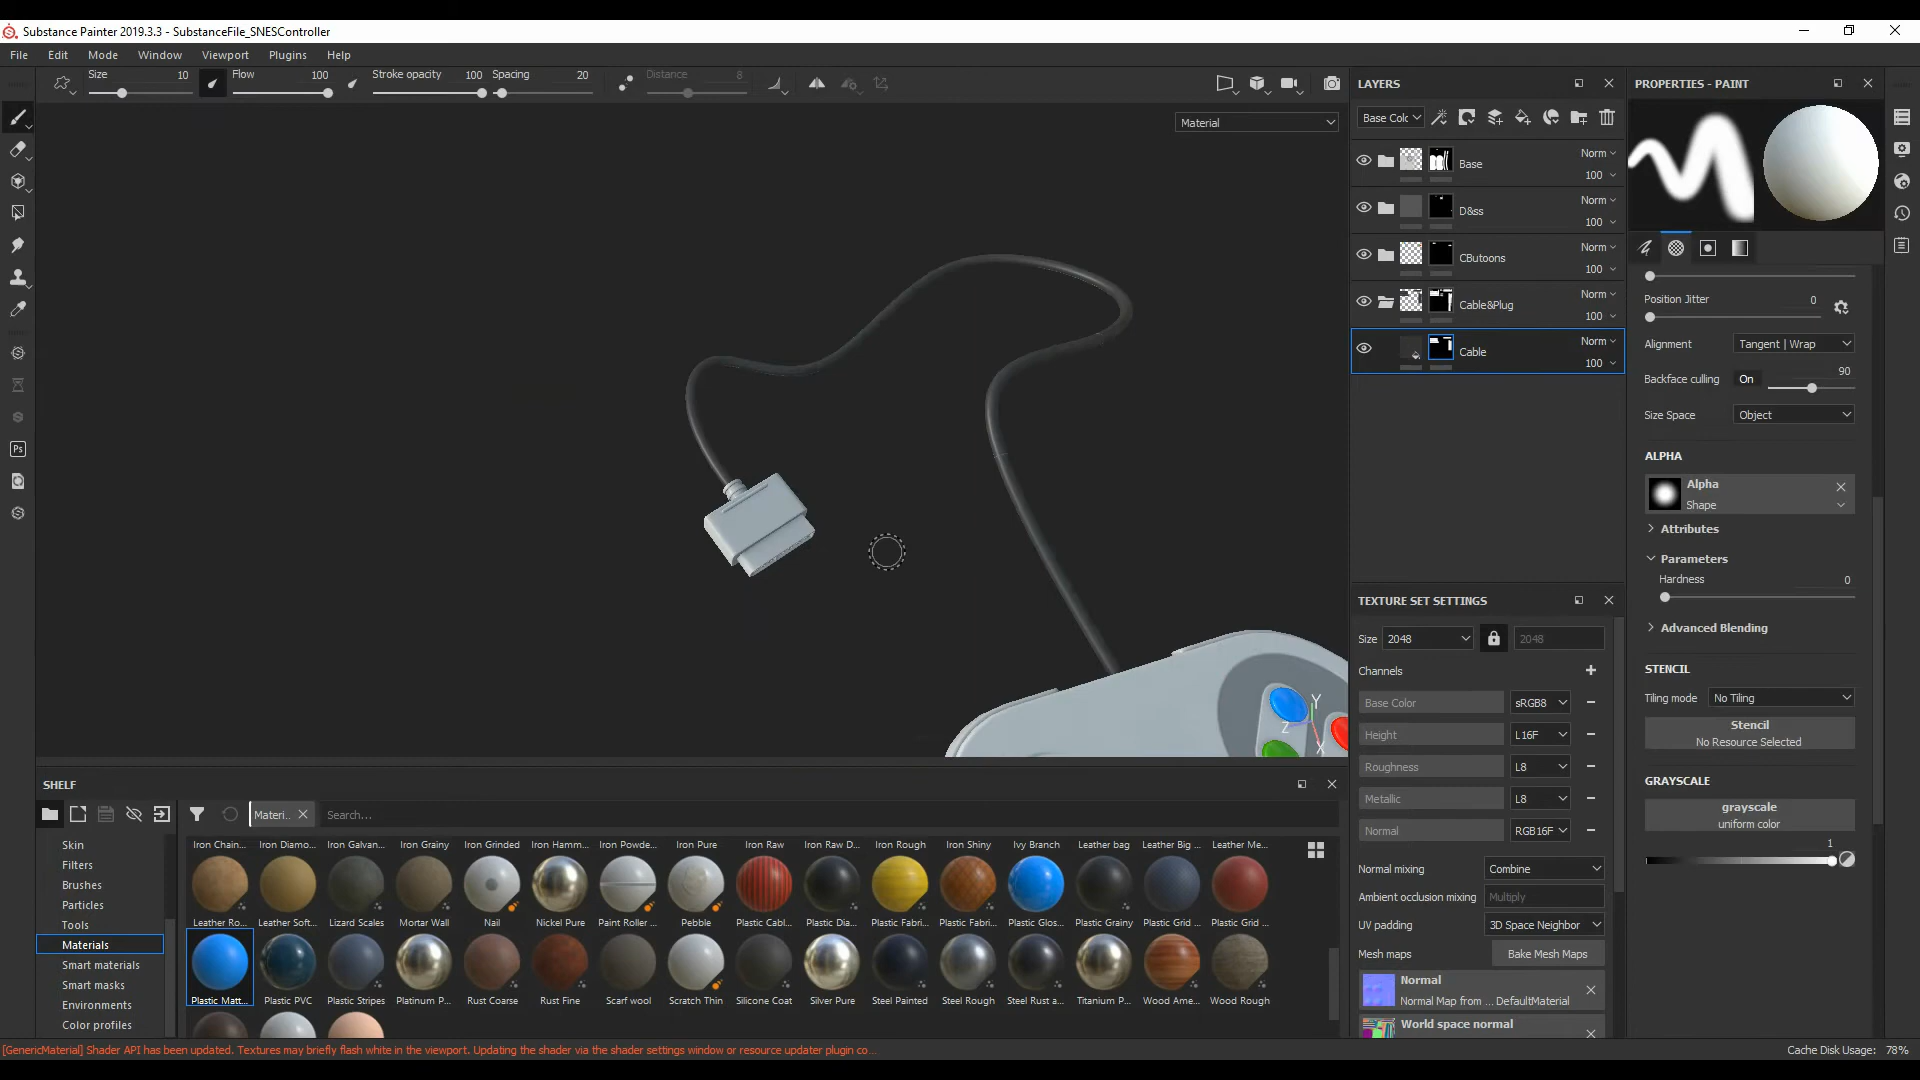 Substance Painter 2019.3.3 - SubstanceFile_SNESController
File Edit Mode Window Viewport Plugins Help
Size 10 Flow 100 Stroke opacity 100 Spacing 20 Distance 8
Material
LAYERS
Base Colc
Base Norm 100
D&ss Norm 100
CButoons Norm 100
Cable&Plug Norm 100
Cable Norm 100
TEXTURE SET SETTINGS
Size 2048 2048
Channels
Base Color sRGB8
Height L16F
Roughness L8
Metallic L8
Normal RGB16F
Normal mixing Combine
Ambient occlusion mixing Multiply
UV padding 3D Space Neighbor
Mesh maps Bake Mesh Maps
Normal
Normal Map from ... DefaultMaterial
World space normal
PROPERTIES - PAINT
Position Jitter 0
Alignment Tangent | Wrap
Backface culling On 90
Size Space Object
ALPHA
Alpha
Shape
Attributes
Parameters
Hardness 0
Advanced Blending
STENCIL
Tiling mode No Tiling
Stencil
No Resource Selected
GRAYSCALE
grayscale
uniform color
1
Y
Z
X
Ps
SHELF
Materi.. Search...
Skin
Filters
Brushes
Particles
Tools
Materials
Smart materials
Smart masks
Environments
Color profiles
Iron Chain... Iron Diamo... Iron Galvan... Iron Grainy Iron Grinded Iron Hamm... Iron Powde... Iron Pure Iron Raw Iron Raw D... Iron Rough Iron Shiny Ivy Branch Leather bag Leather Big ... Leather Me...
Leather Ro... Leather Soft... Lizard Scales Mortar Wall Nail Nickel Pure Paint Roller ... Pebble Plastic Cabl... Plastic Dia... Plastic Fabri... Plastic Fabri... Plastic Glos... Plastic Grainy Plastic Grid ... Plastic Grid ...
Plastic Matt... Plastic PVC Plastic Stripes Platinum P... Rust Coarse Rust Fine Scarf wool Scratch Thin Silicone Coat Silver Pure Steel Painted Steel Rough Steel Rust a... Titanium P... Wood Ame... Wood Rough
[GenericMaterial] Shader API has been updated. Textures may briefly flash white in the viewport. Updating the shader via the shader settings window or resource updater plugin co...
Cache Disk Usage: 78%